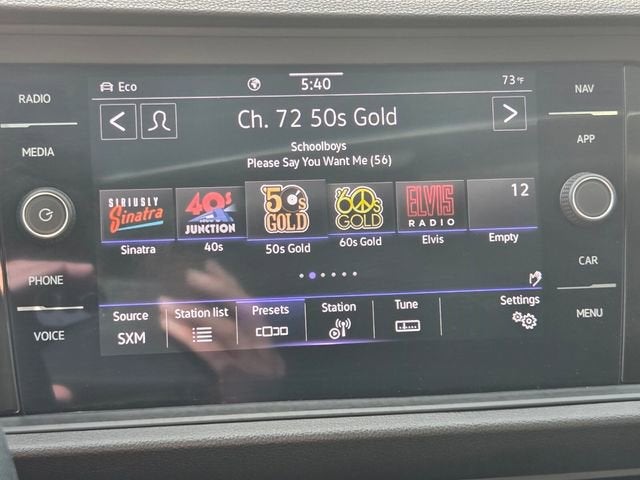 RADIO
MEDIA
PHONE
VOICE
Eco
5:40
73°F
Ch. 72 50s Gold
Schoolboys
Please Say You Want Me (56)
SIRIUSLY
Sinatra
40s
JUNCTION
'50s
GOLD
'60s
GOLD
ELVIS
RADIO
12
Sinatra
40s
50s Gold
60s Gold
Elvis
Empty
Source
SXM
Station list
Presets
Station
Tune
Settings
NAV
APP
CAR
MENU